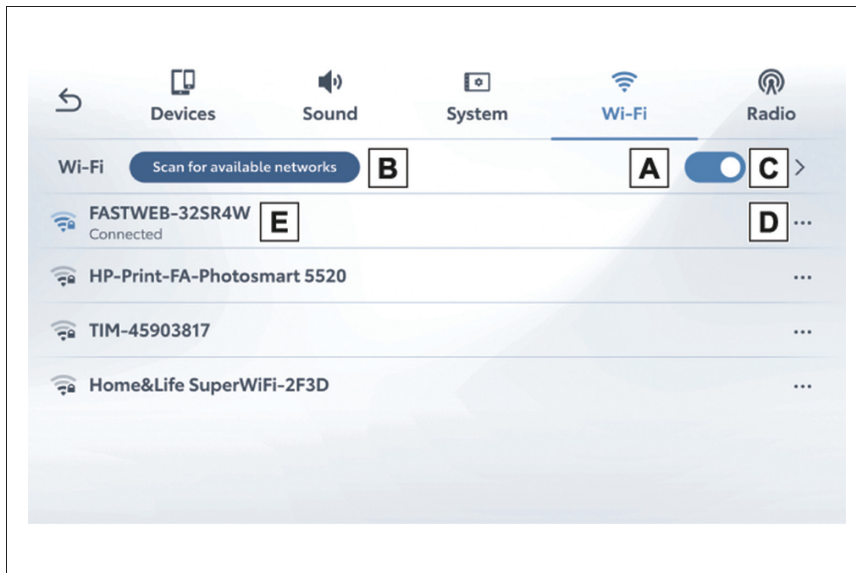 Devices Sound System Wi-Fi Radio
Wi-Fi Scan for available networks B A C
FASTWEB-32SR4W E D ...
Connected
HP-Print-FA-Photosmart 5520 ...
TIM-45903817 ...
Home&Life SuperWiFi-2F3D ...